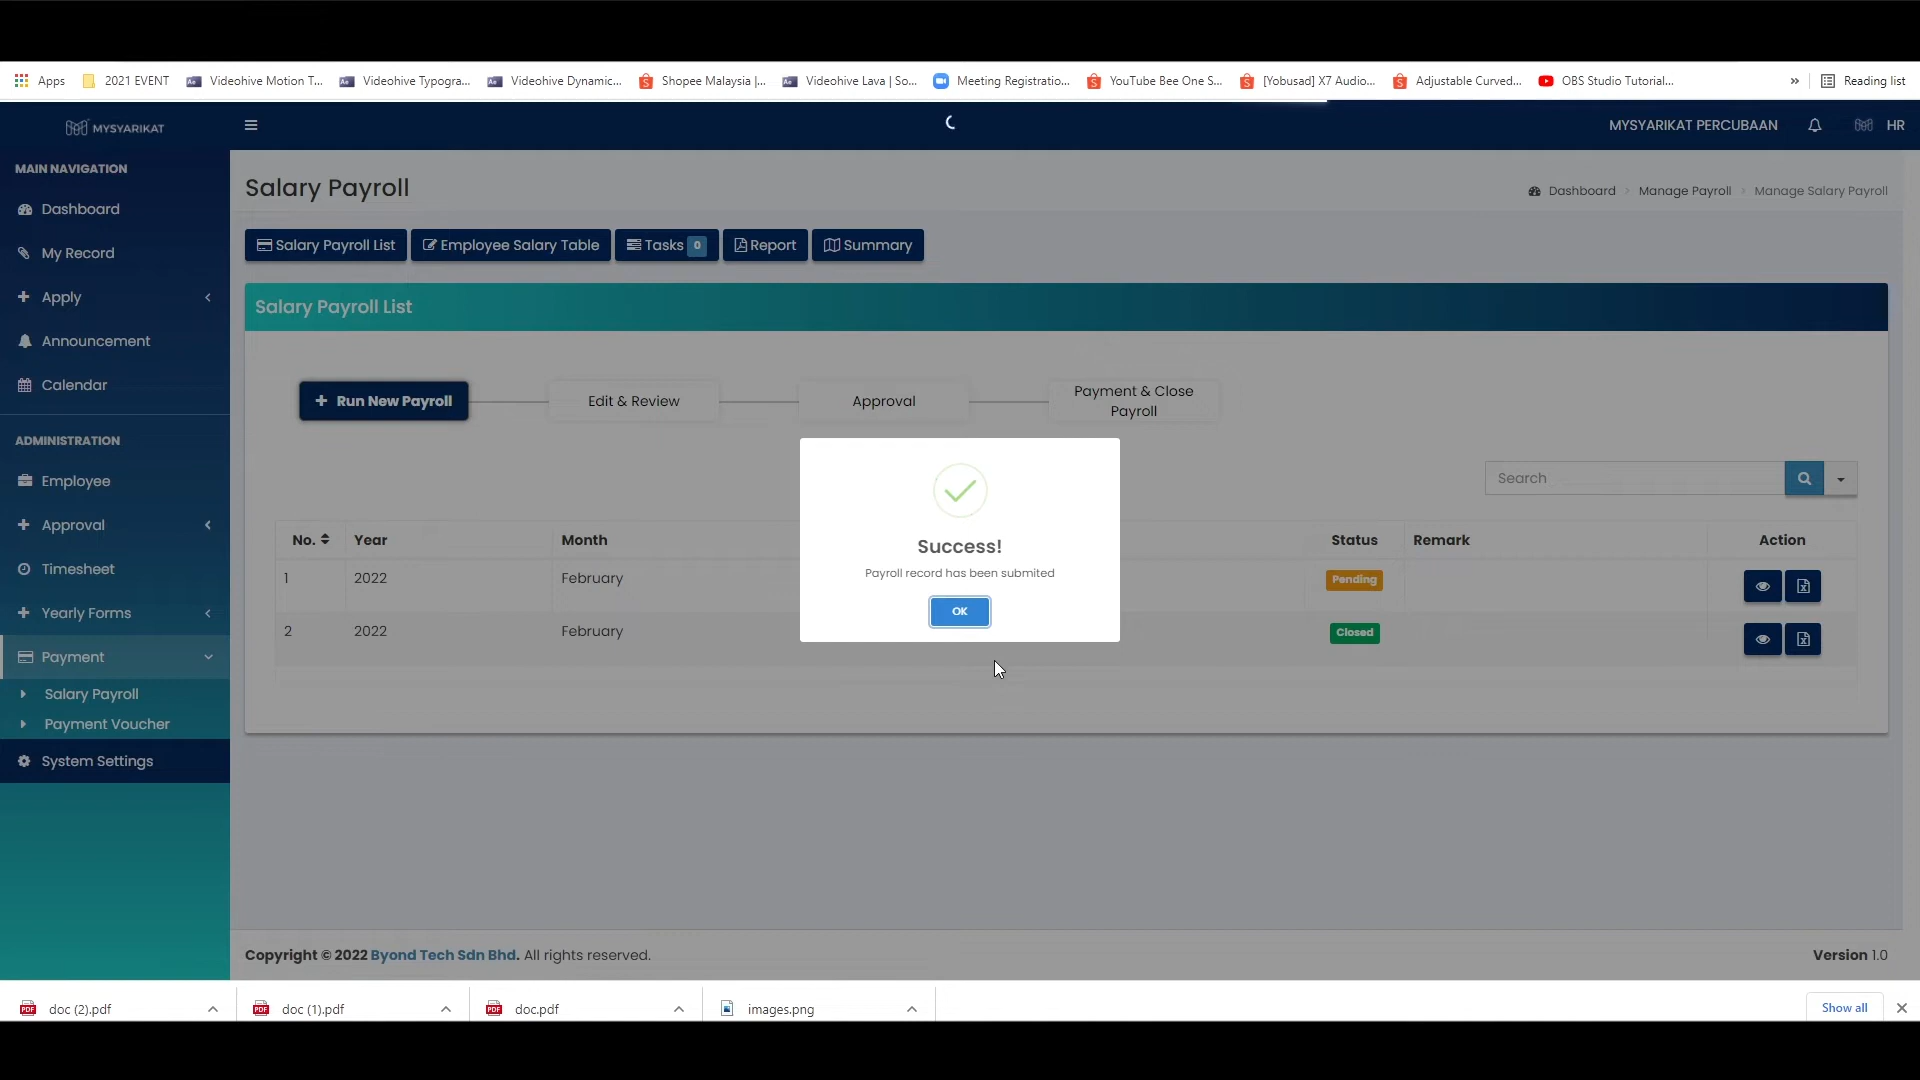 Apps 2021 EVENT Videohive Motion T... Videohive Typogra... Videohive Dynamic... Shopee Malaysia |... Videohive Lava | So... Meeting Registratio... YouTube Bee One S... [Yobusad] X7 Audio... Adjustable Curved... OBS Studio Tutorial... » Reading list
MYSYARIKAT MYSYARIKAT PERCUBAAN HR
MAIN NAVIGATION
Dashboard
My Record
Apply
Announcement
Calendar
ADMINISTRATION
Employee
Approval
Timesheet
Yearly Forms
Payment
Salary Payroll
Payment Voucher
System Settings
Salary Payroll
Dashboard Manage Payroll Manage Salary Payroll
Salary Payroll List Employee Salary Table Tasks 0 Report Summary
Salary Payroll List
+ Run New Payroll Edit & Review Approval Payment & Close
Payroll
Search
No. Year Month Status Remark Action
1 2022 February Pending
2 2022 February Closed
Success!
Payroll record has been submited
OK
Copyright © 2022 Byond Tech Sdn Bhd. All rights reserved. Version 1.0
doc (2).pdf doc (1).pdf doc.pdf images.png Show all